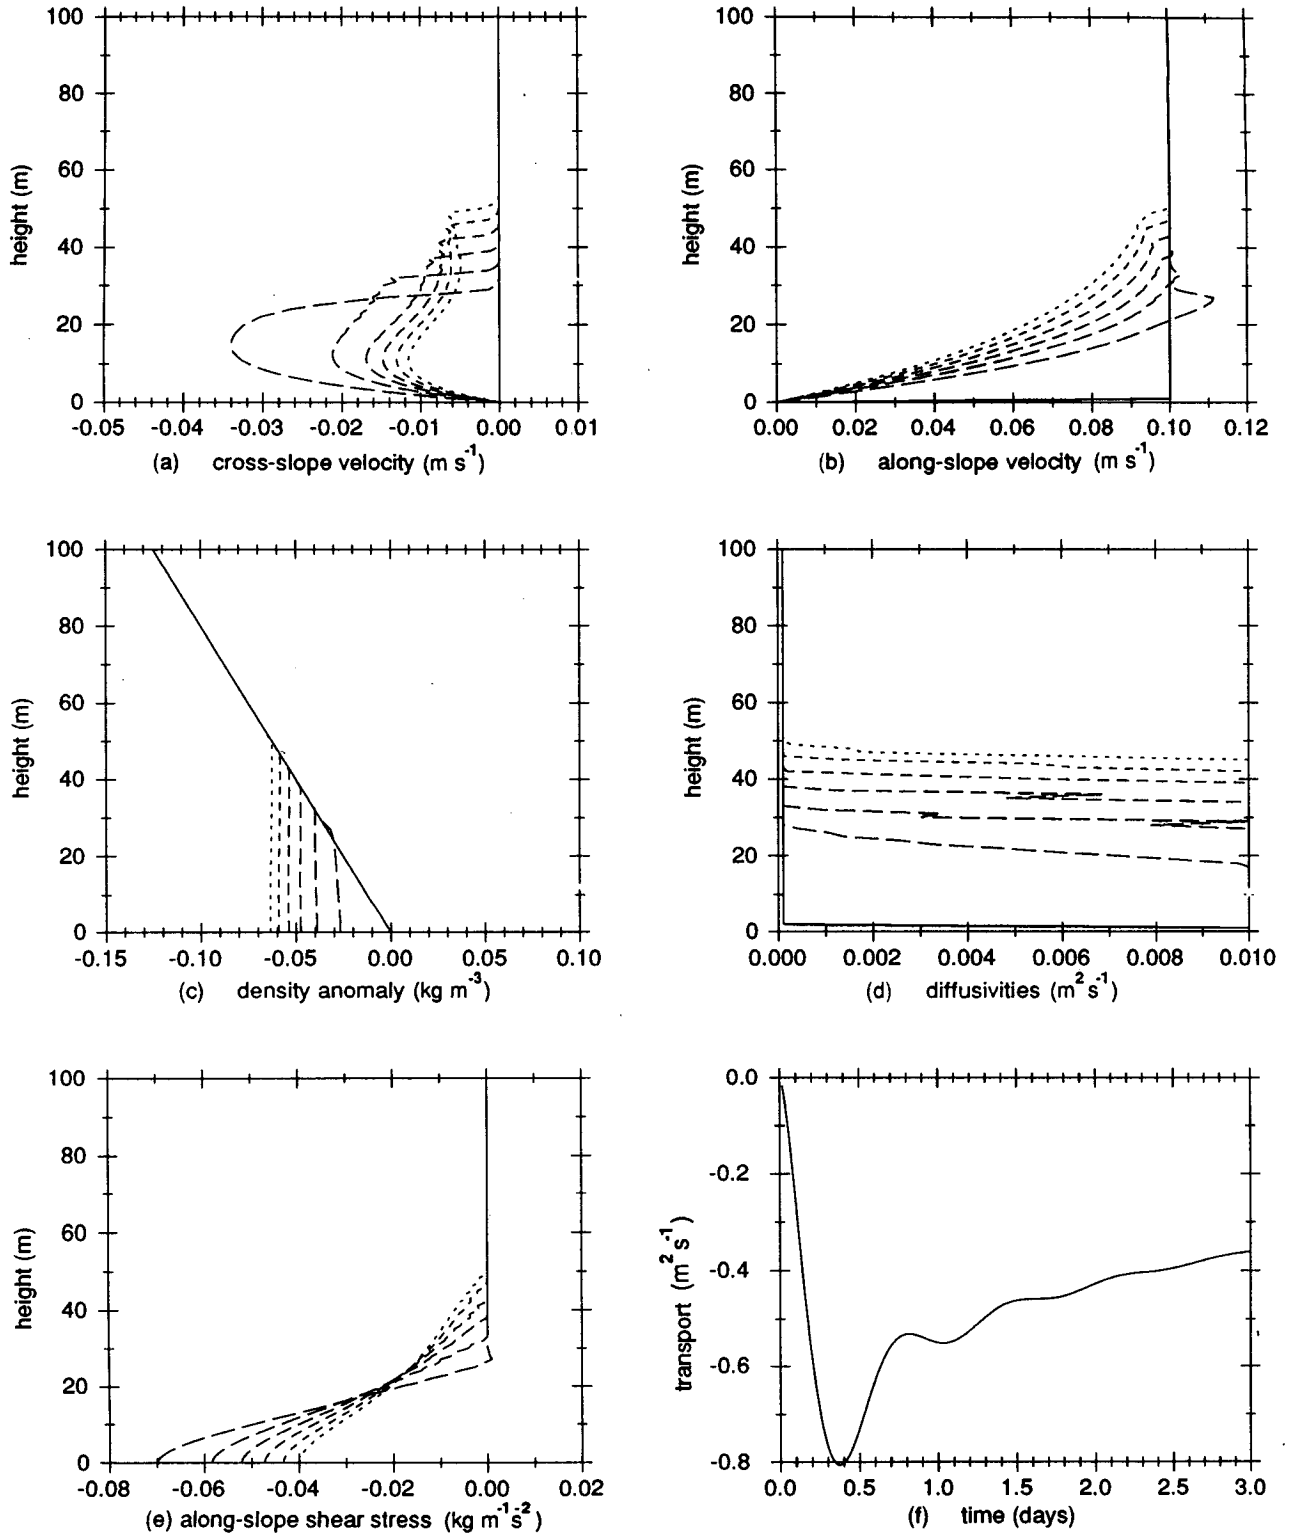 100
80
60
40
20
0
height (m)
-0.05 -0.04 -0.03 -0.02 -0.01 0.00 0.01
(a) cross-slope velocity (m s-1)
100
80
60
40
20
0
height (m)
0.00 0.02 0.04 0.06 0.08 0.10 0.12
(b) along-slope velocity (m s-1)
100
80
60
40
20
0
height (m)
-0.15 -0.10 -0.05 0.00 0.05 0.10
(c) density anomaly (kg m-3)
100
80
60
40
20
0
height (m)
0.000 0.002 0.004 0.006 0.008 0.010
(d) diffusivities (m2 s-1)
100
80
60
40
20
0
height (m)
-0.08 -0.06 -0.04 -0.02 0.00 0.02
(e) along-slope shear stress (kg m-1s-2)
0.0
-0.2
-0.4
-0.6
-0.8
transport (m2 s-1)
0.0 0.5 1.0 1.5 2.0 2.5 3.0
(f) time (days)